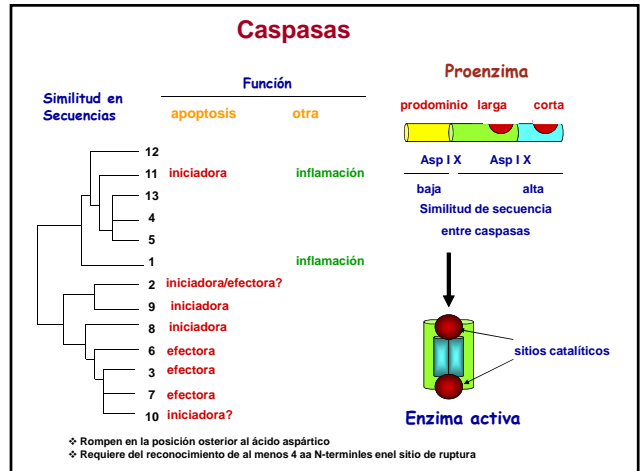 Caspasas
Similitud en
Secuencias
Función
apoptosis otra
12
11 iniciadora inflamación
13
4
5
1 inflamación
2 iniciadora/efectora?
9 iniciadora
8 iniciadora
6 efectora
3 efectora
7 efectora
10 iniciadora?
Proenzima
prodominio larga corta
Asp I X Asp I X
baja alta
Similitud de secuencia
entre caspasas
sitios catalíticos
Enzima activa
❖ Rompen en la posición osterior al ácido aspártico
❖ Requiere del reconocimiento de al menos 4 aa N-terminles enel sítio de ruptura